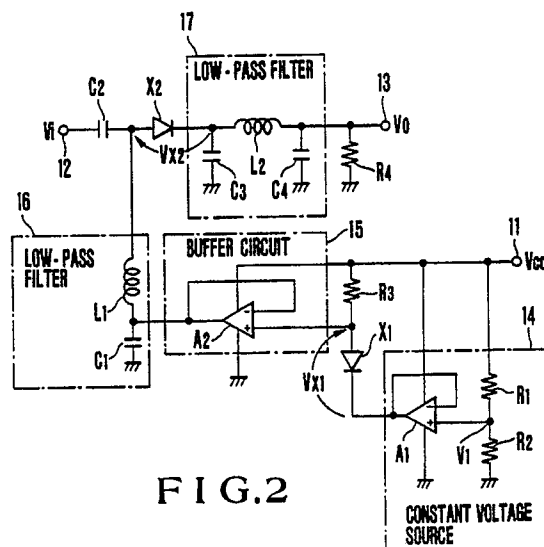 17
LOW-PASS FILTER
C2
X2
13
Vi
12
VX2
C3
L2
C4
Vo
R4
16
LOW-PASS
FILTER
L1
C1
BUFFER CIRCUIT
15
A2
R3
X1
VX1
11
Vcc
14
R1
A1
V1
R2
CONSTANT VOLTAGE
SOURCE
FIG.2